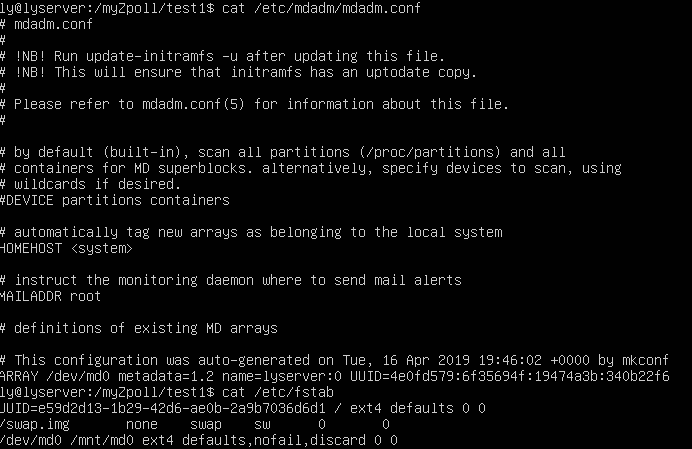 ly@lyserver:/myZpoll/test1$ cat /etc/mdadm/mdadm.conf
# mdadm.conf
#
# !NB! Run update-initramfs -u after updating this file.
# !NB! This will ensure that initramfs has an uptodate copy.
#
# Please refer to mdadm.conf(5) for information about this file.
#
# by default (built-in), scan all partitions (/proc/partitions) and all
# containers for MD superblocks. alternatively, specify devices to scan, using
# wildcards if desired.
#DEVICE partitions containers
# automatically tag new arrays as belonging to the local system
HOMEHOST <system>
# instruct the monitoring daemon where to send mail alerts
MAILADDR root
# definitions of existing MD arrays
# This configuration was auto-generated on Tue, 16 Apr 2019 19:46:02 +0000 by mkconf
ARRAY /dev/md0 metadata=1.2 name=lyserver:0 UUID=4e0fd579:6f35694f:19474a3b:340b22f6
ly@lyserver:/myZpoll/test1$ cat /etc/fstab
UUID=e59d2d13-1b29-42d6-ae0b-2a9b7036d6d1 / ext4 defaults 0 0
/swap.img none swap sw 0 0
/dev/md0 /mnt/md0 ext4 defaults,nofail,discard 0 0